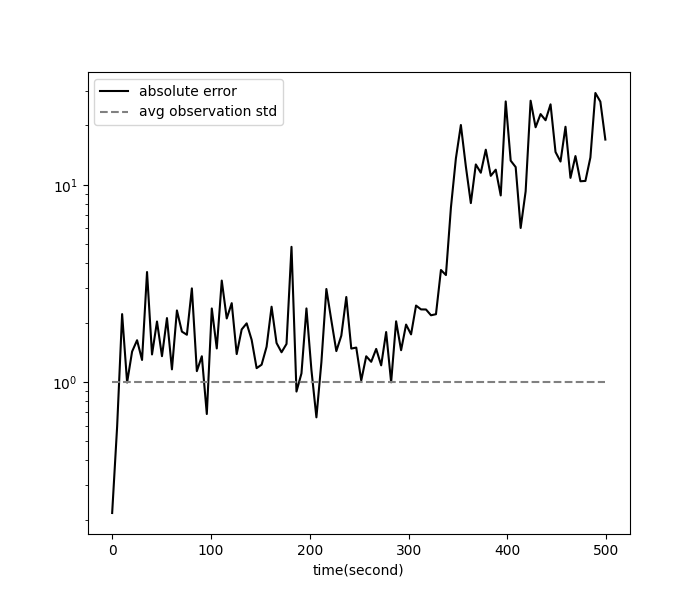 absolute error
avg observation std
10¹
10⁰
0 100 200 300 400 500
time(second)